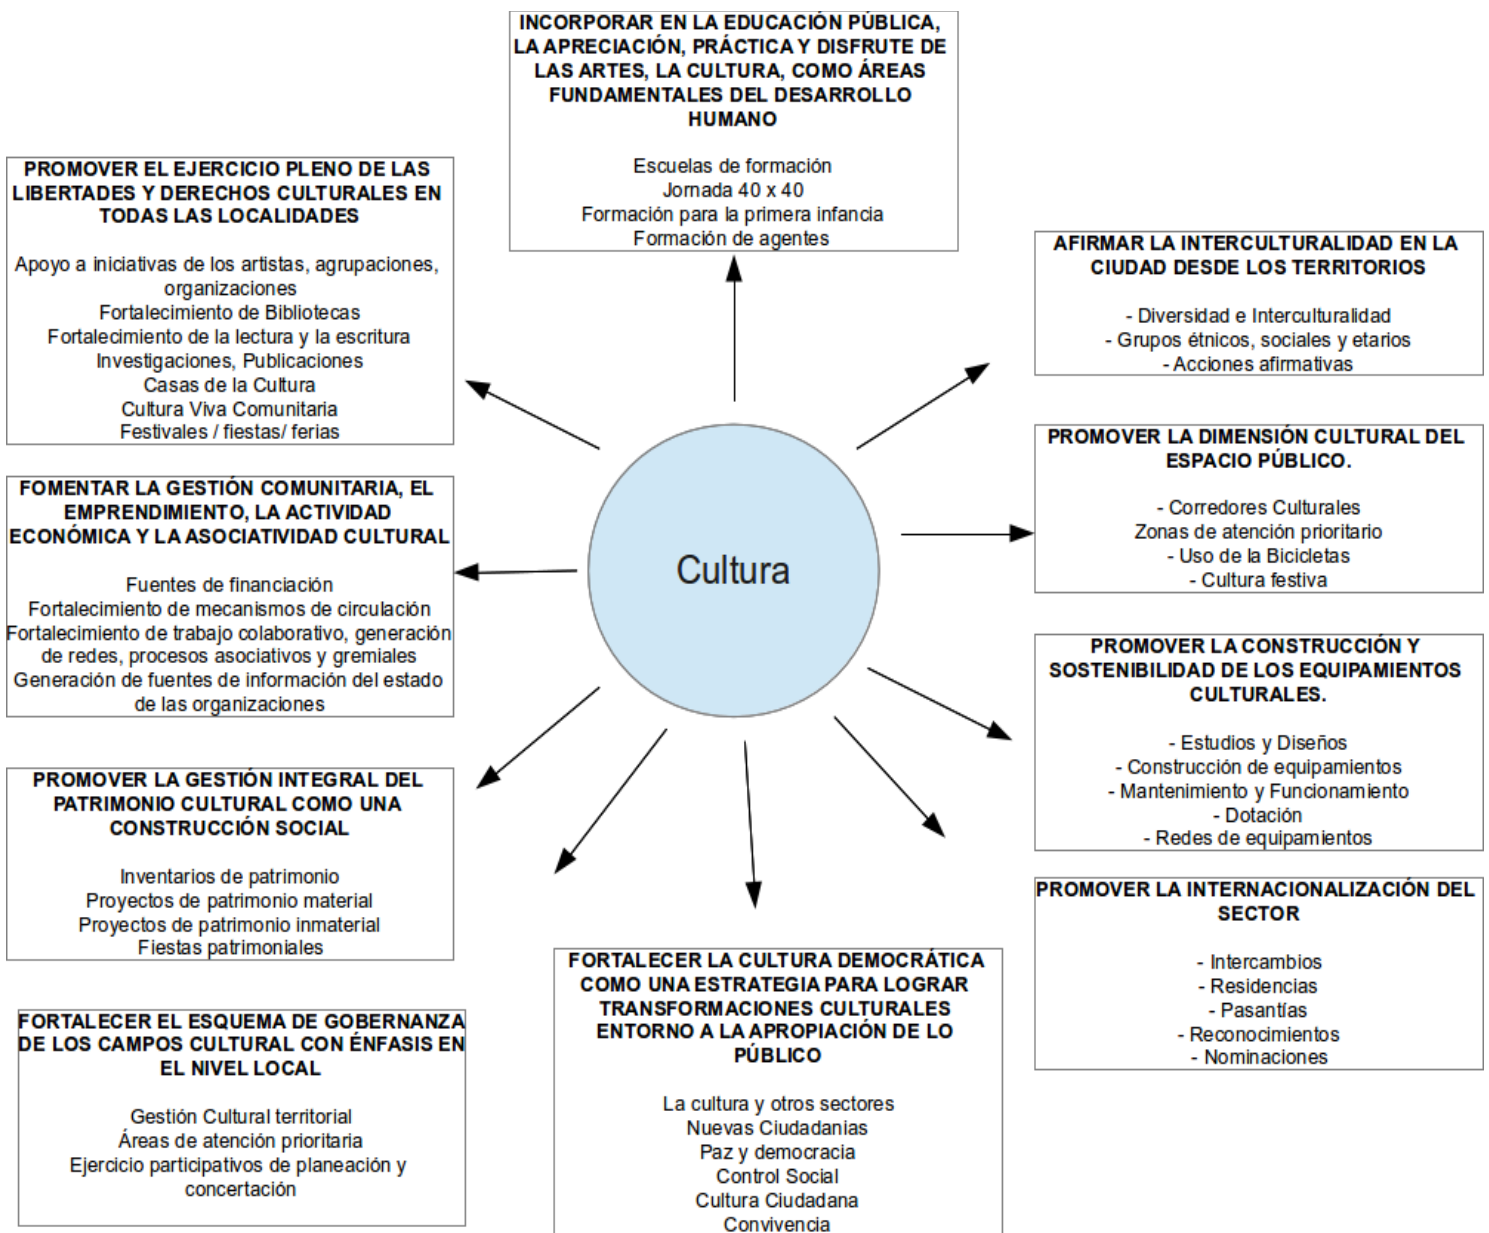 INCORPORAR EN LA EDUCACIÓN PÚBLICA,
LA APRECIACIÓN, PRÁCTICA Y DISFRUTE DE
LAS ARTES, LA CULTURA, COMO ÁREAS
FUNDAMENTALES DEL DESARROLLO
HUMANO
Escuelas de formación
Jornada 40 x 40
Formación para la primera infancia
Formación de agentes
PROMOVER EL EJERCICIO PLENO DE LAS
LIBERTADES Y DERECHOS CULTURALES EN
TODAS LAS LOCALIDADES
Apoyo a iniciativas de los artistas, agrupaciones,
organizaciones
Fortalecimiento de Bibliotecas
Fortalecimiento de la lectura y la escritura
Investigaciones, Publicaciones
Casas de la Cultura
Cultura Viva Comunitaria
Festivales / fiestas/ ferias
AFIRMAR LA INTERCULTURALIDAD EN LA
CIUDAD DESDE LOS TERRITORIOS
- Diversidad e Interculturalidad
- Grupos étnicos, sociales y etarios
- Acciones afirmativas
FOMENTAR LA GESTIÓN COMUNITARIA, EL
EMPRENDIMIENTO, LA ACTIVIDAD
ECONÓMICA Y LA ASOCIATIVIDAD CULTURAL
Fuentes de financiación
Fortalecimiento de mecanismos de circulación
Fortalecimiento de trabajo colaborativo, generación
de redes, procesos asociativos y gremiales
Generación de fuentes de información del estado
de las organizaciones
Cultura
PROMOVER LA DIMENSIÓN CULTURAL DEL
ESPACIO PÚBLICO.
- Corredores Culturales
Zonas de atención prioritario
- Uso de la Bicicletas
- Cultura festiva
PROMOVER LA CONSTRUCCIÓN Y
SOSTENIBILIDAD DE LOS EQUIPAMIENTOS
CULTURALES.
- Estudios y Diseños
- Construcción de equipamientos
- Mantenimiento y Funcionamiento
- Dotación
- Redes de equipamientos
PROMOVER LA GESTIÓN INTEGRAL DEL
PATRIMONIO CULTURAL COMO UNA
CONSTRUCCIÓN SOCIAL
Inventarios de patrimonio
Proyectos de patrimonio material
Proyectos de patrimonio inmaterial
Fiestas patrimoniales
PROMOVER LA INTERNACIONALIZACIÓN DEL
SECTOR
- Intercambios
- Residencias
- Pasantías
- Reconocimientos
- Nominaciones
FORTALECER EL ESQUEMA DE GOBERNANZA
DE LOS CAMPOS CULTURAL CON ÉNFASIS EN
EL NIVEL LOCAL
Gestión Cultural territorial
Áreas de atención prioritaria
Ejercicio participativos de planeación y
concertación
FORTALECER LA CULTURA DEMOCRÁTICA
COMO UNA ESTRATEGIA PARA LOGRAR
TRANSFORMACIONES CULTURALES
ENTORNO A LA APROPIACIÓN DE LO
PÚBLICO
La cultura y otros sectores
Nuevas Ciudadanias
Paz y democracia
Control Social
Cultura Ciudadana
Convivencia